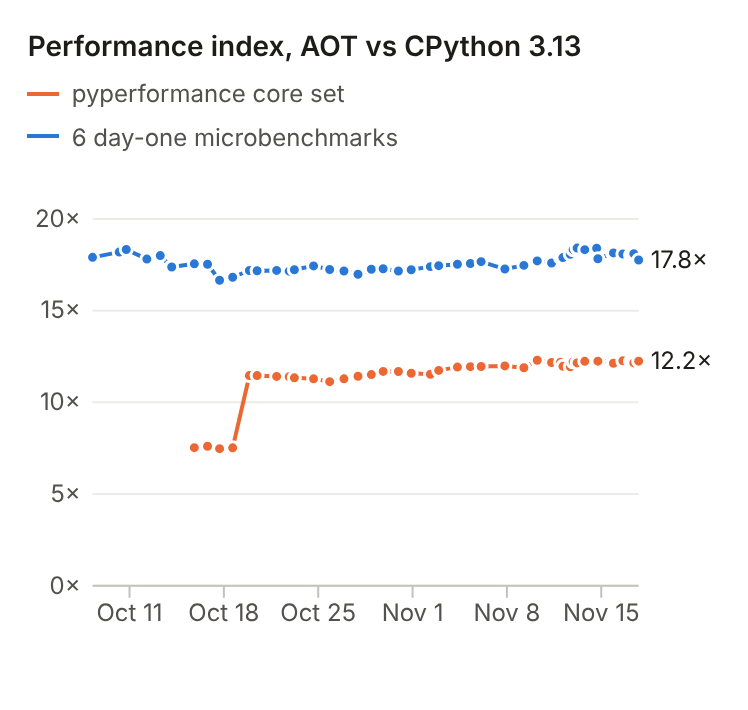 Performance index, AOT vs CPython 3.13
pyperformance core set
6 day-one microbenchmarks
20×
17.8×
15×
12.2×
10×
5×
0×
Oct 11 Oct 18 Oct 25 Nov 1 Nov 8 Nov 15